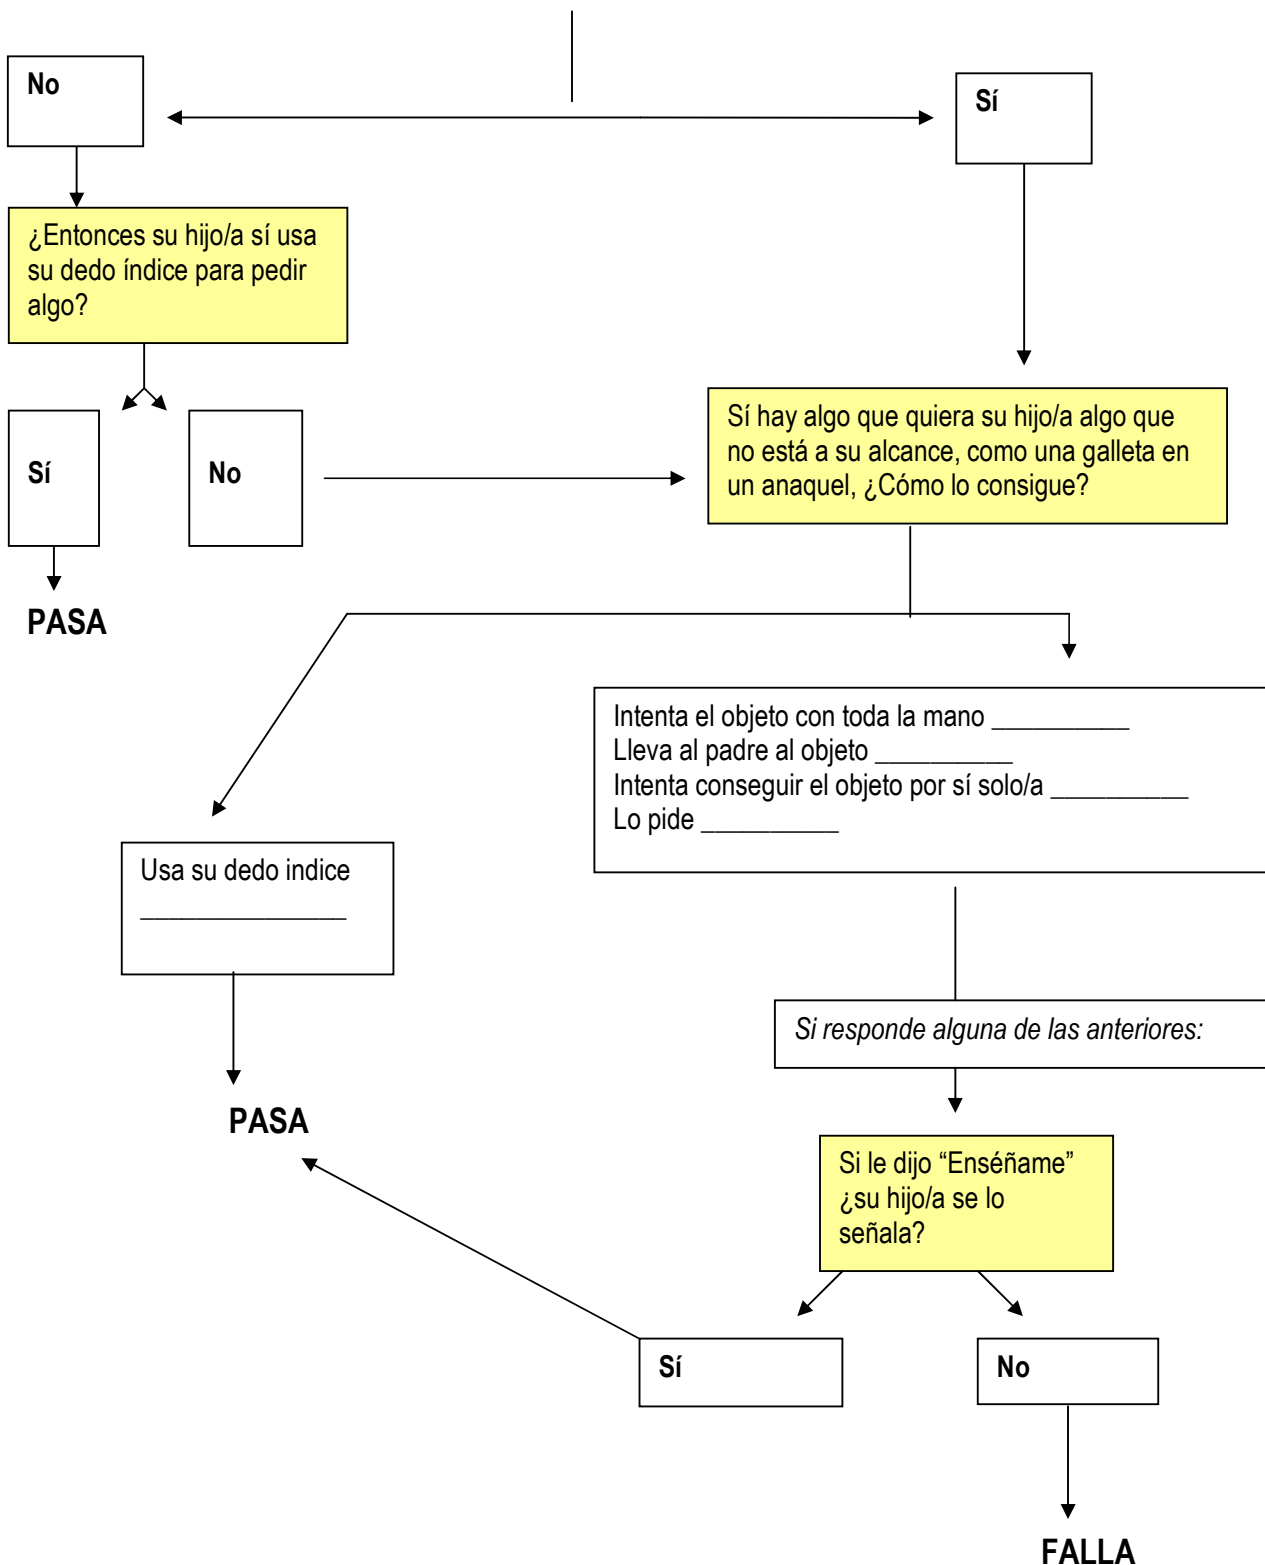 No
Sí
¿Entonces su hijo/a sí usa
su dedo índice para pedir
algo?
Sí
No
Sí hay algo que quiera su hijo/a algo que
no está a su alcance, como una galleta en
un anaquel, ¿Cómo lo consigue?
PASA
Intenta el objeto con toda la mano __________
Lleva al padre al objeto __________
Intenta conseguir el objeto por sí solo/a __________
Lo pide __________
Usa su dedo indice
_______________
Si responde alguna de las anteriores:
PASA
Si le dijo “Enséñame”
¿su hijo/a se lo
señala?
Sí
No
FALLA